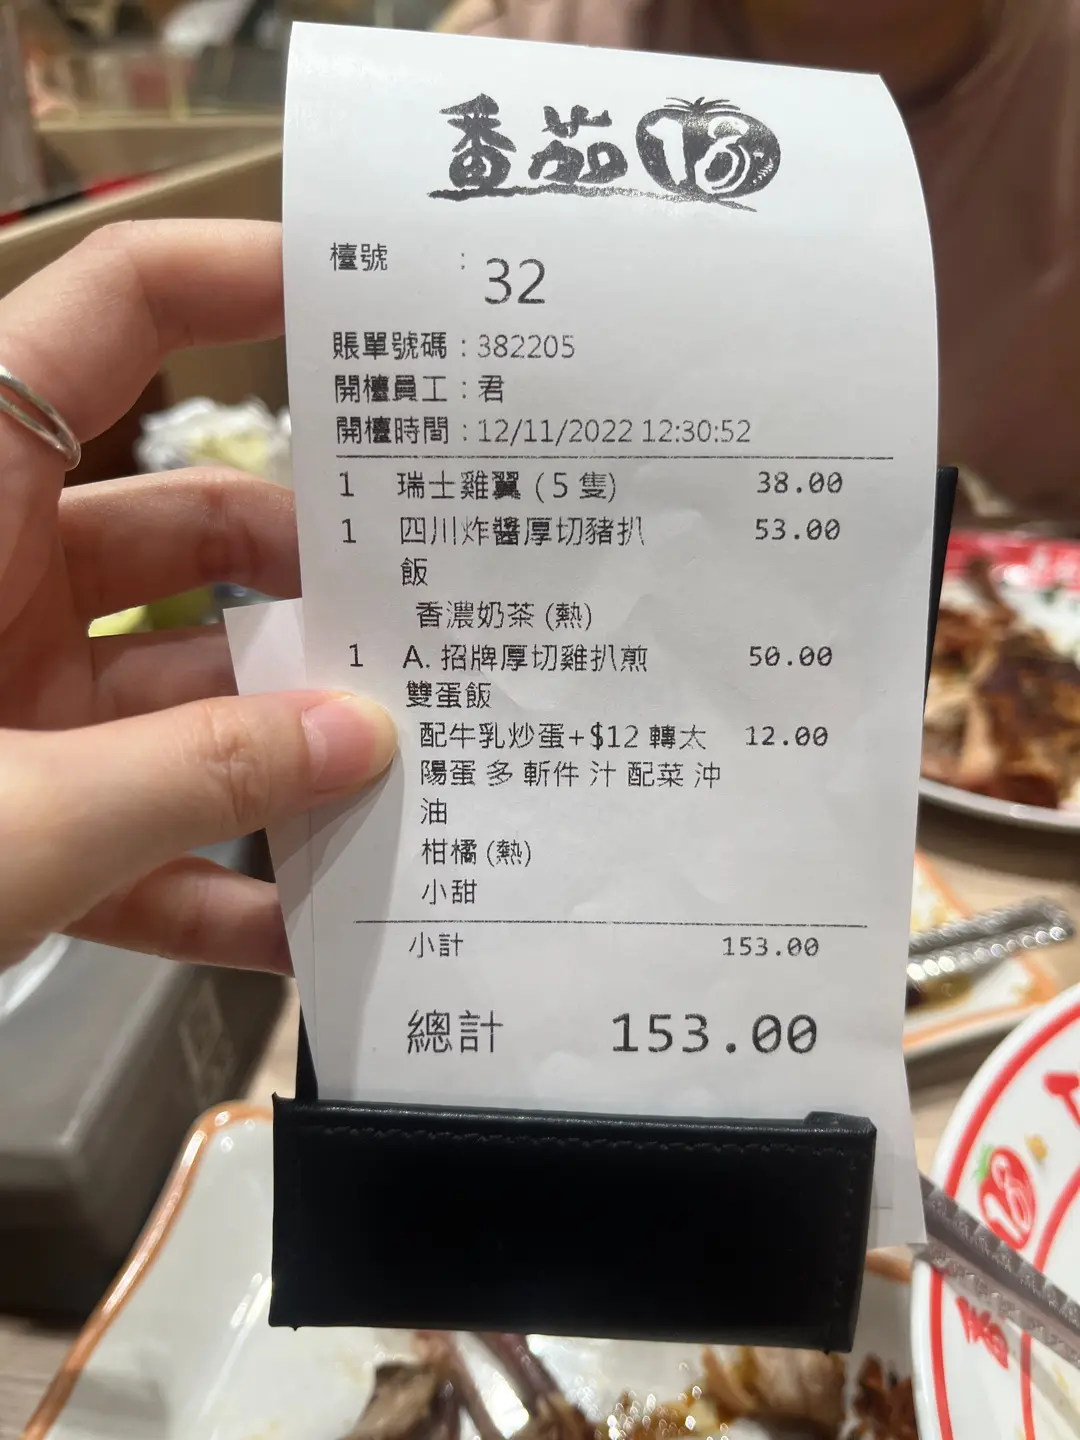 番茄18
檯號 : 32
賬單號碼 : 382205
開檯員工 : 君
開檯時間 : 12/11/2022 12:30:52
1 瑞士雞翼 (5 隻) 38.00
1 四川炸醬厚切豬扒 53.00
飯
香濃奶茶 (熱)
1 A. 招牌厚切雞扒煎 50.00
雙蛋飯
配牛乳炒蛋+$12 轉太 12.00
陽蛋 多 斬件 汁 配菜 沖
油
柑橘 (熱)
小甜
小計 153.00
總計 153.00
18